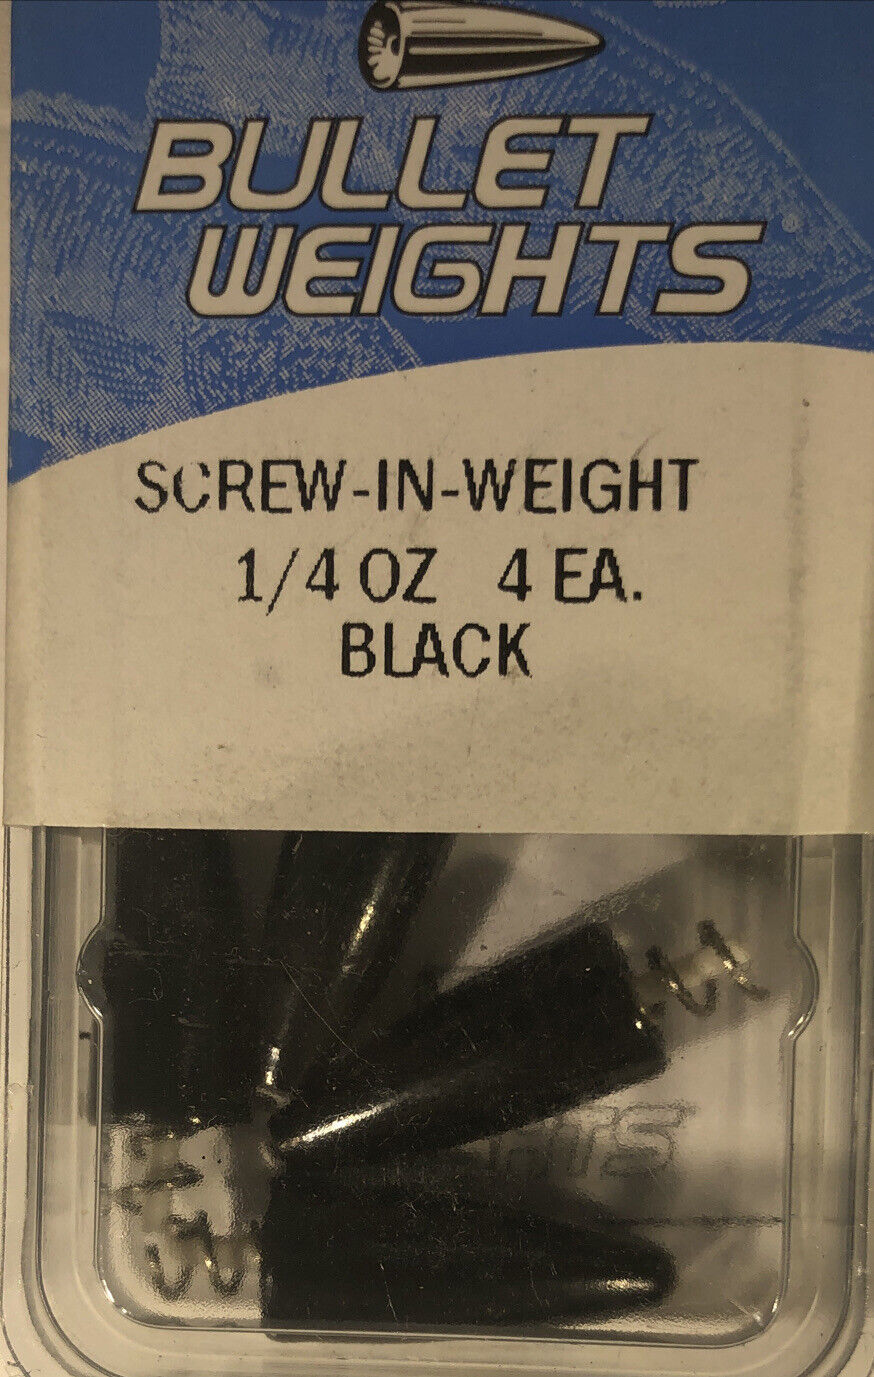 BULLET
WEIGHTS
SCREW-IN-WEIGHT
1/4 OZ 4 EA.
BLACK